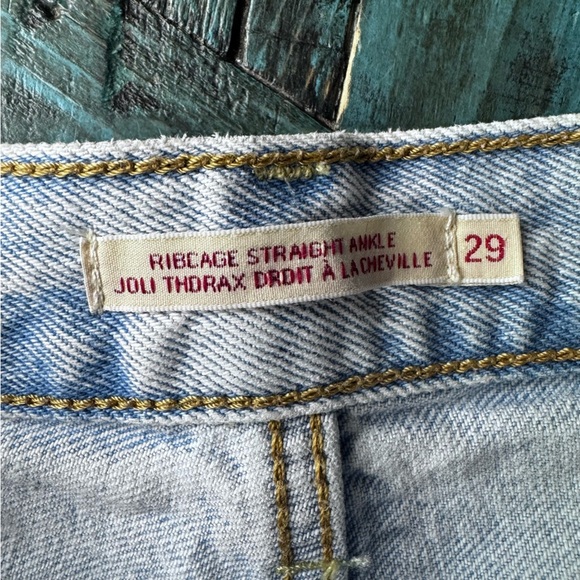 RIBCAGE STRAIGHT ANKLE
JOLI THORAX DROIT À LA CHEVILLE
29